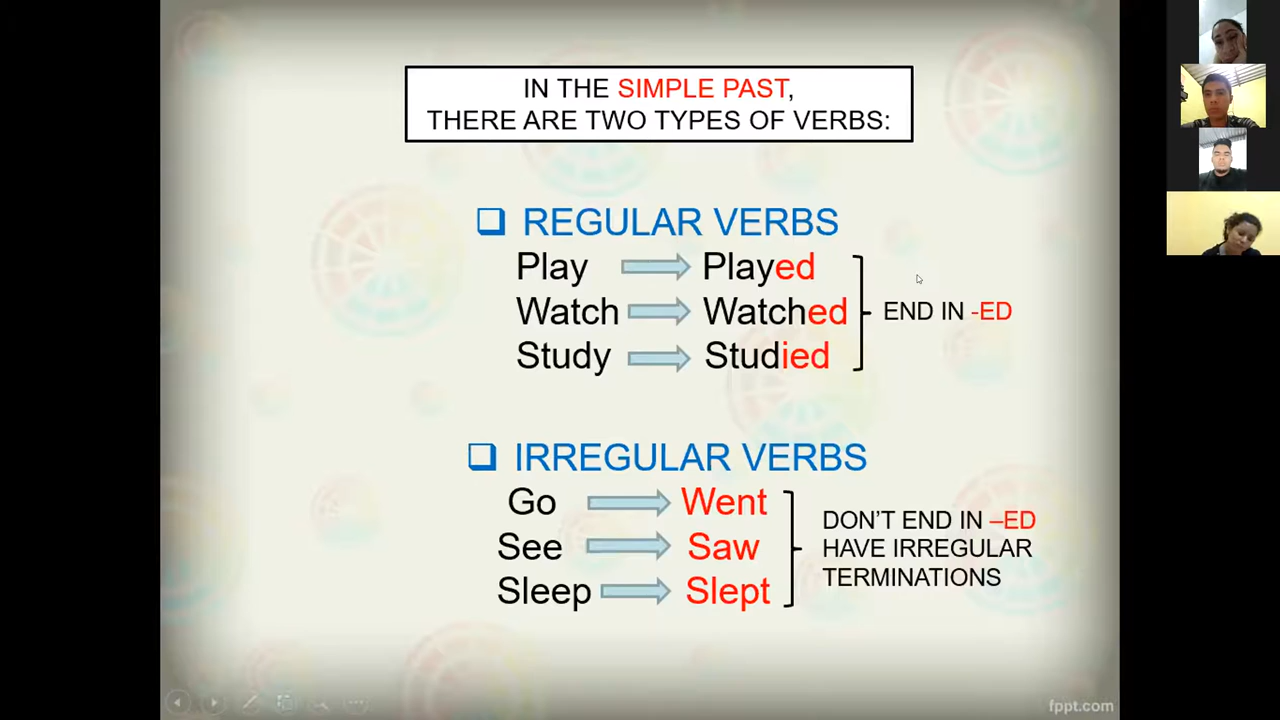 IN THE SIMPLE PAST,
THERE ARE TWO TYPES OF VERBS:
REGULAR VERBS
Play Played
Watch Watched
Study Studied
END IN -ED
IRREGULAR VERBS
Go Went
See Saw
Sleep Slept
DON'T END IN –ED
HAVE IRREGULAR
TERMINATIONS
fppt.com